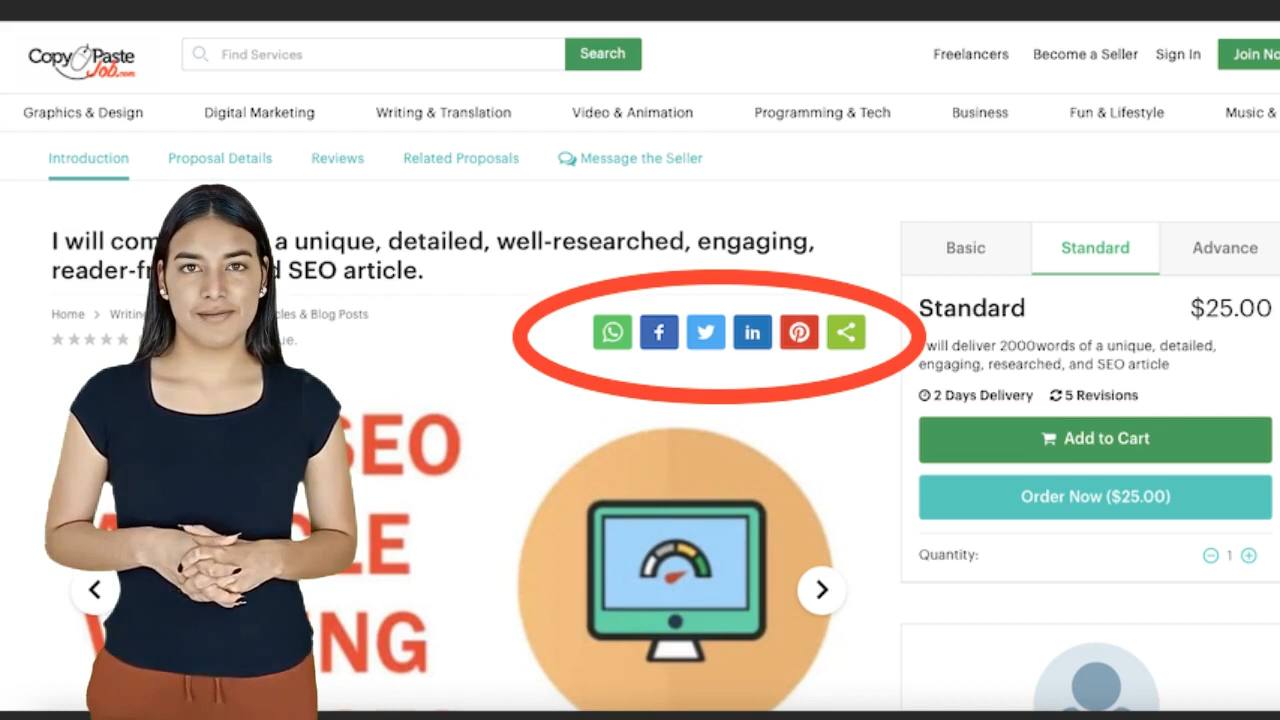 Copy Paste
Job.com
Find Services
Search
Freelancers
Become a Seller
Sign In
Join No
Graphics & Design
Digital Marketing
Writing & Translation
Video & Animation
Programming & Tech
Business
Fun & Lifestyle
Music &
Introduction
Proposal Details
Reviews
Related Proposals
Message the Seller
I will com a unique, detailed, well-researched, engaging,
reader-fr d SEO article.
Home > Writin cles & Blog Posts
ue.
SEO
A LE
W NG
Basic
Standard
Advance
Standard
$25.00
will deliver 2000words of a unique, detailed,
engaging, researched, and SEO article
2 Days Delivery
5 Revisions
Add to Cart
Order Now ($25.00)
Quantity:
1